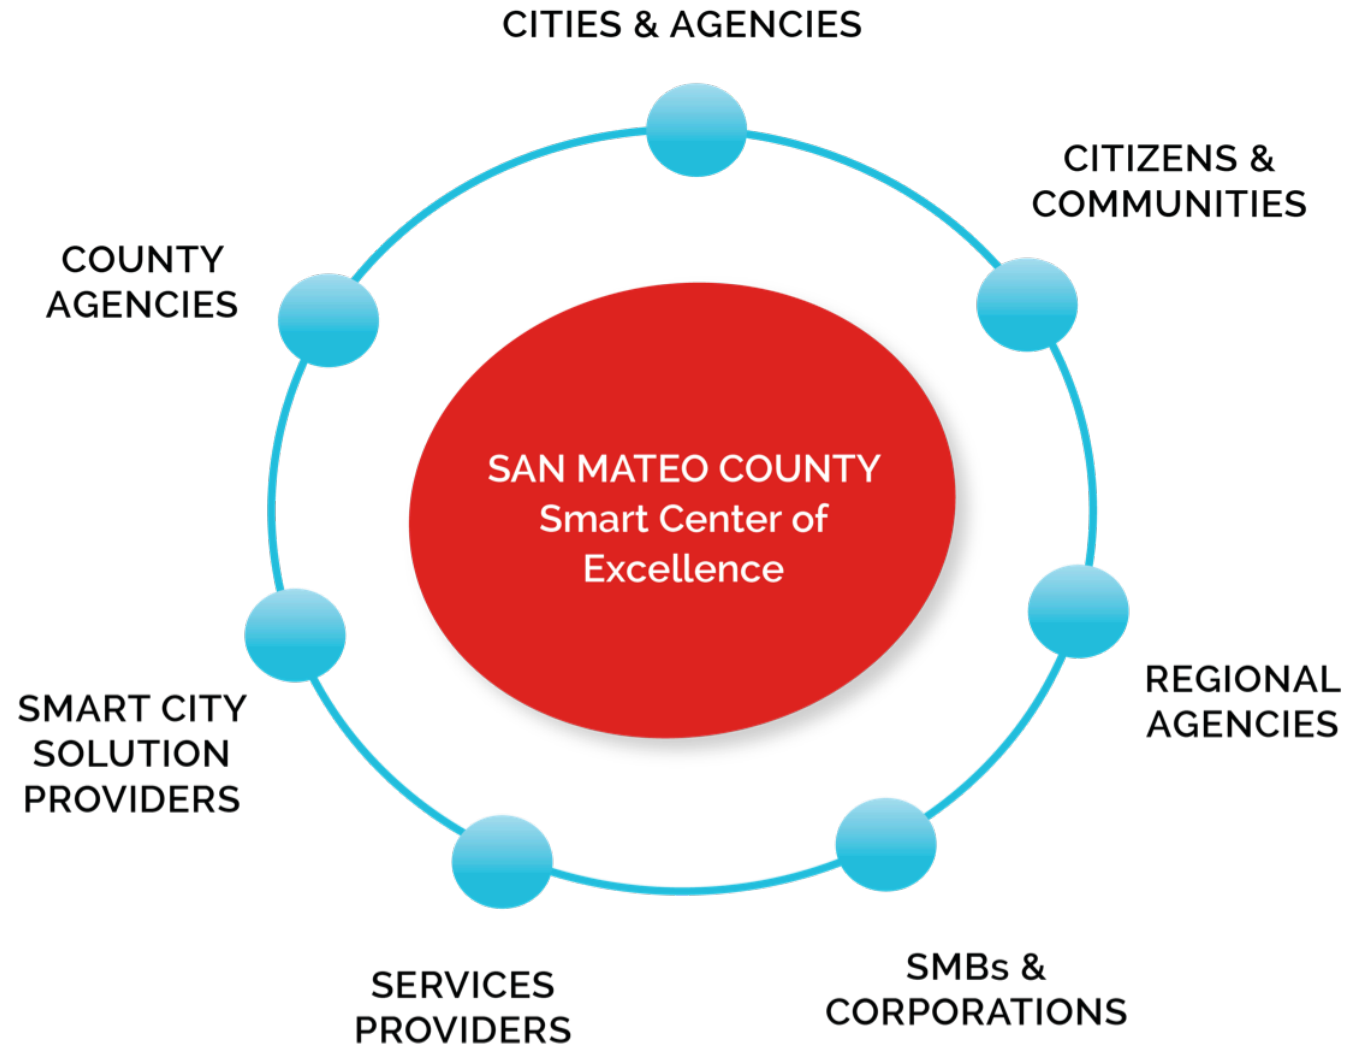 CITIES & AGENCIES
CITIZENS &
COMMUNITIES
COUNTY
AGENCIES
SAN MATEO COUNTY
Smart Center of
Excellence
REGIONAL
AGENCIES
SMART CITY
SOLUTION
PROVIDERS
SMBs &
CORPORATIONS
SERVICES
PROVIDERS